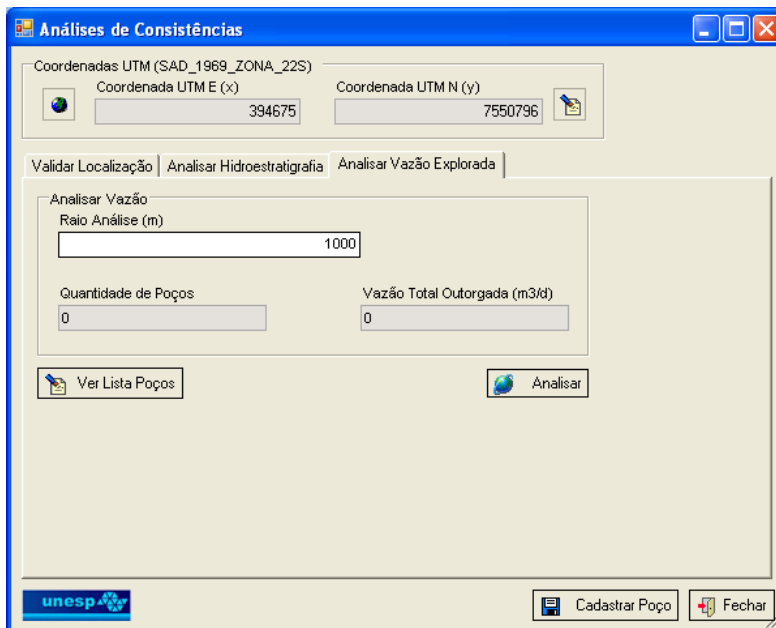 Análises de Consistências
Coordenadas UTM (SAD_1969_ZONA_22S)
Coordenada UTM E (x) Coordenada UTM N (y)
394675 7550796
Validar Localização Analisar Hidroestratigrafia Analisar Vazão Explorada
Analisar Vazão
Raio Análise (m)
1000
Quantidade de Poços Vazão Total Outorgada (m3/d)
0 0
Ver Lista Poços Analisar
unesp Cadastrar Poço Fechar